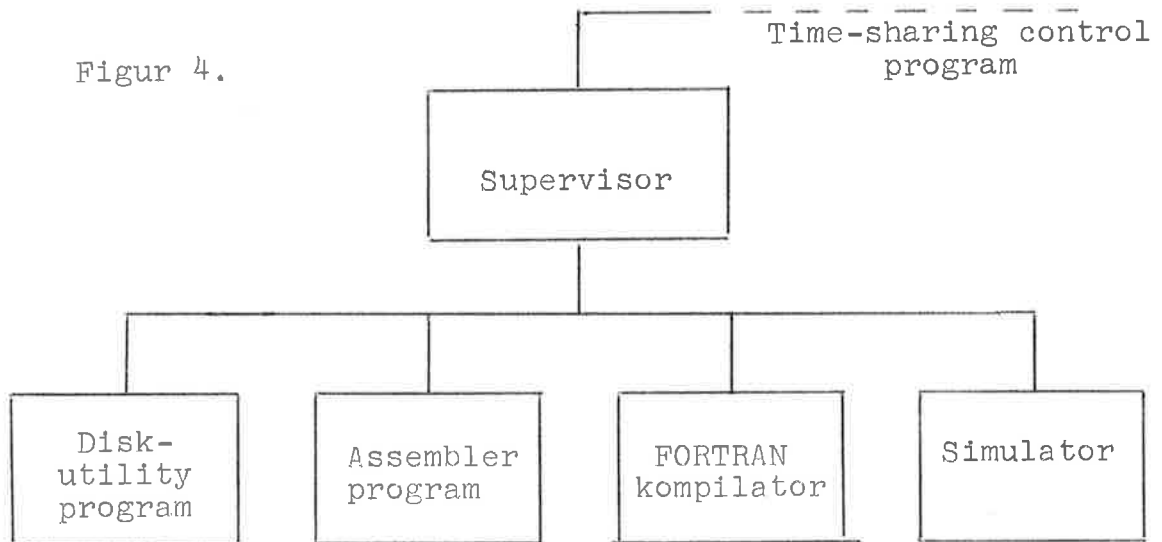 Figur 4.
Time-sharing control
program
Supervisor
Disk-
utility
program
Assembler
program
FORTRAN
kompilator
Simulator